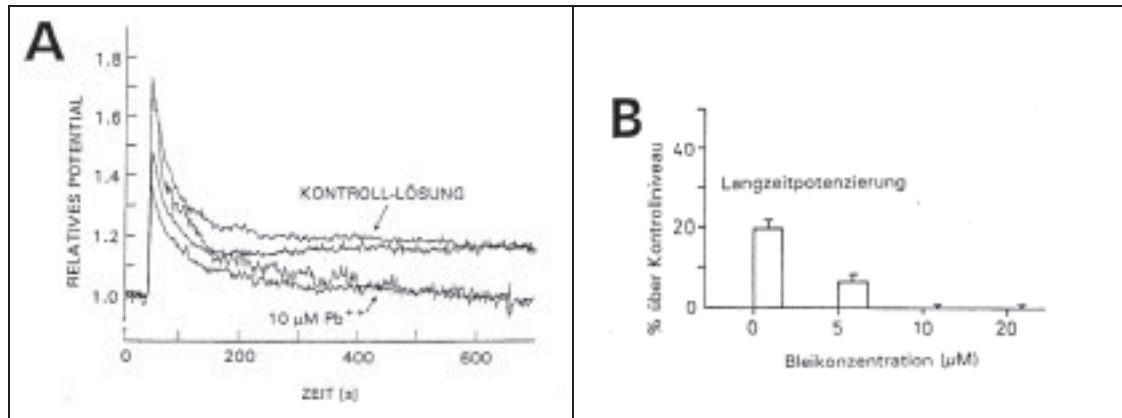 A
RELATIVES POTENTIAL
1.8
1.6
1.4
1.2
1.0
KONTROLL-LÖSUNG
10 µM Pb++
0
200
400
600
ZEIT (s)
B
% über Kontrollniveau
40
20
0
Langzeitpotenzierung
0
5
10
20
Bleikonzentration (µM)